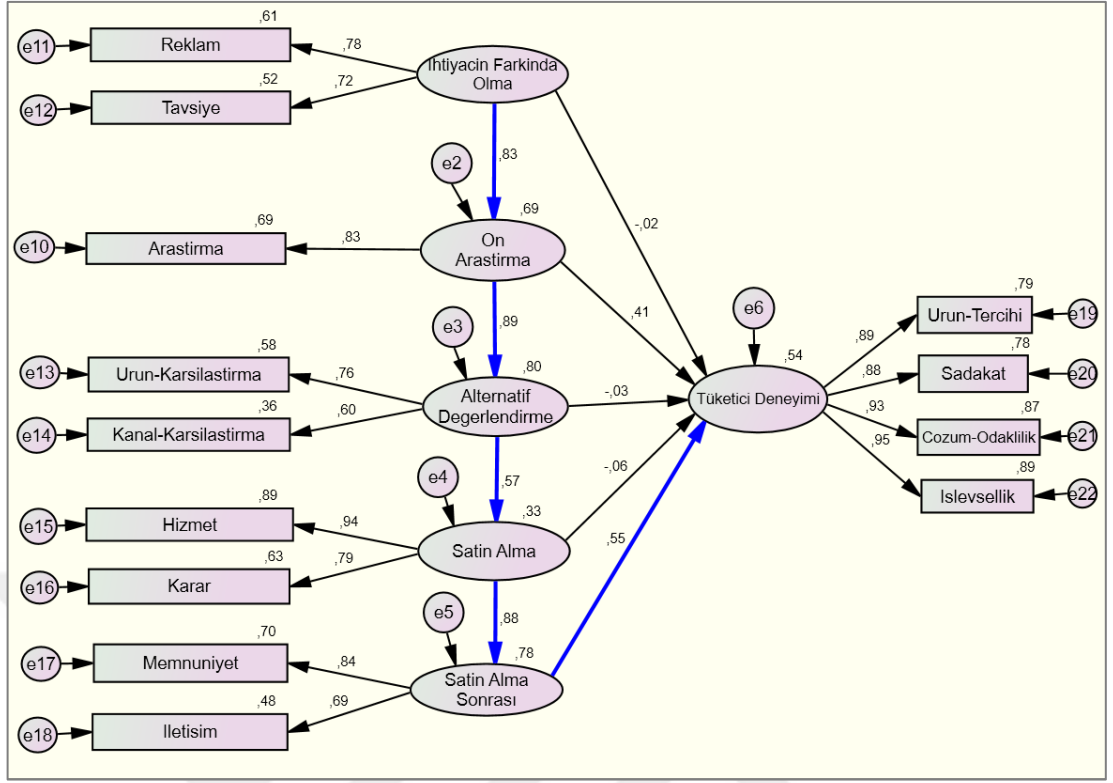 ,61
e11
Reklam
,78
Ihtiyacin Farkinda
Olma
,52
e12
Tavsiye
,72
,83
e2
,69
,69
e10
Arastirma
,83
On
Arastirma
-,02
,41
e3
e6
,58
e13
Urun-Karsilastirma
,76
,80
Alternatif
Degerlendirme
-,03
,54
Tüketici Deneyimi
,36
e14
Kanal-Karsilastirma
,60
,89
,57
e4
-,06
,89
e15
Hizmet
,94
,33
Satin Alma
,63
e16
Karar
,79
,55
,88
e5
,70
e17
Memnuniyet
,84
,78
Satin Alma
Sonrası
,48
e18
Iletisim
,69
,79
,89
Urun-Tercihi
e19
,78
,88
Sadakat
e20
,87
,93
Cozum-Odaklilik
e21
,89
,95
Islevsellik
e22